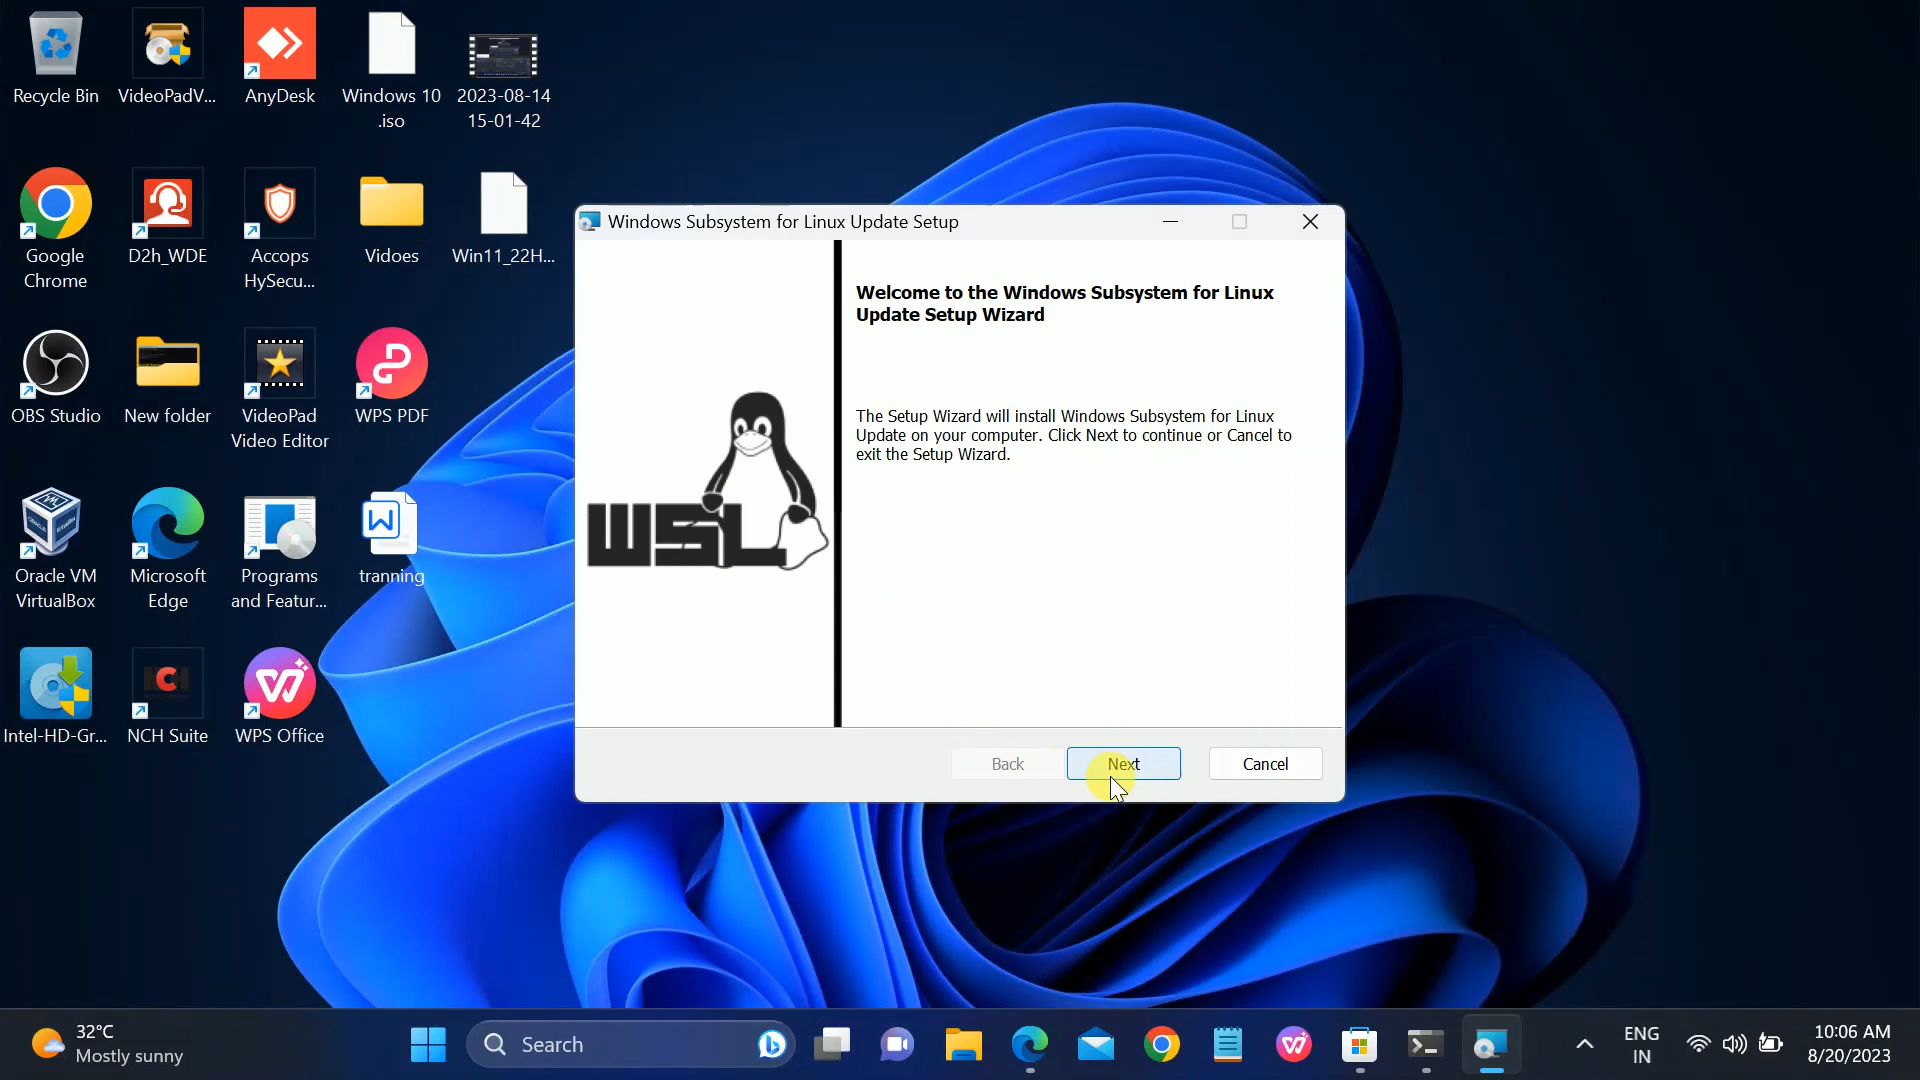 Recycle Bin
VideoPadV...
AnyDesk
Windows 10
.iso
2023-08-14
15-01-42
Google
Chrome
D2h_WDE
Accops
HySecu...
Vidoes
Win11_22H...
OBS Studio
New folder
VideoPad
Video Editor
WPS PDF
Oracle VM
VirtualBox
Microsoft
Edge
Programs
and Featur...
W
tranning
Intel-HD-Gr...
NCH
NCH Suite
WPS Office
Windows Subsystem for Linux Update Setup
Welcome to the Windows Subsystem for Linux
Update Setup Wizard
The Setup Wizard will install Windows Subsystem for Linux
Update on your computer. Click Next to continue or Cancel to
exit the Setup Wizard.
WSL
Back
Next
Cancel
32°C
Mostly sunny
Search
ENG
IN
10:06 AM
8/20/2023